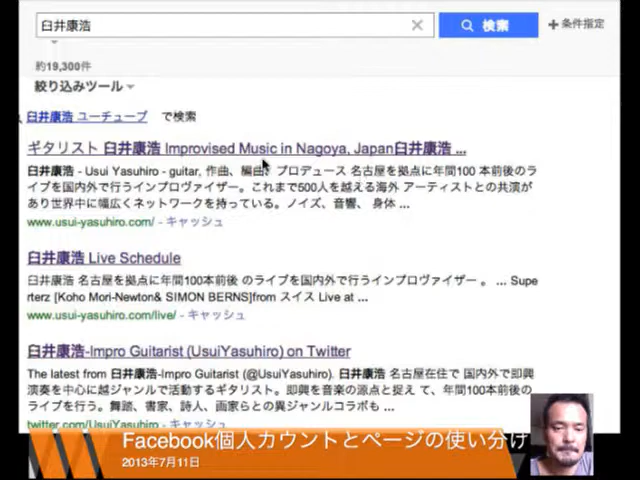 臼井康浩
検索
条件指定
約19,300件
絞り込みツール
臼井康浩 ユーチューブ で検索
ギタリスト 臼井康浩 Improvised Music in Nagoya, Japan臼井康浩 ...
臼井康浩 - Usui Yasuhiro - guitar, 作曲、編曲、プロデュース 名古屋を拠点に年間100 本前後のラ
イブを国内外で行うインプロヴァイザー。これまで500人を越える海外 アーティストとの共演が
あり世界中に幅広くネットワークを持っている。ノイズ、音響、 身体 ...
www.usui-yasuhiro.com/ - キャッシュ
臼井康浩 Live Schedule
臼井康浩 名古屋を拠点に年間100本前後 のライブを国内外で行うインプロヴァイザー 。 ... Supe
rterz [Koho Mori-Newton& SIMON BERNS]from スイス Live at ...
www.usui-yasuhiro.com/live/ - キャッシュ
臼井康浩-Impro Guitarist (UsuiYasuhiro) on Twitter
The latest from 臼井康浩-Impro Guitarist (@UsuiYasuhiro). 臼井康浩 名古屋在住で 国内外で即興
演奏を中心に越ジャンルで活動するギタリスト。即興を音楽の源点と捉え て、年間100本前後の
ライブを行う。舞踏、書家、詩人、画家らとの異ジャンルコラボも ...
twitter.com/UsuiYasuhiro - キャッシュ
Facebook個人カウントとページの使い分け
2013年7月11日